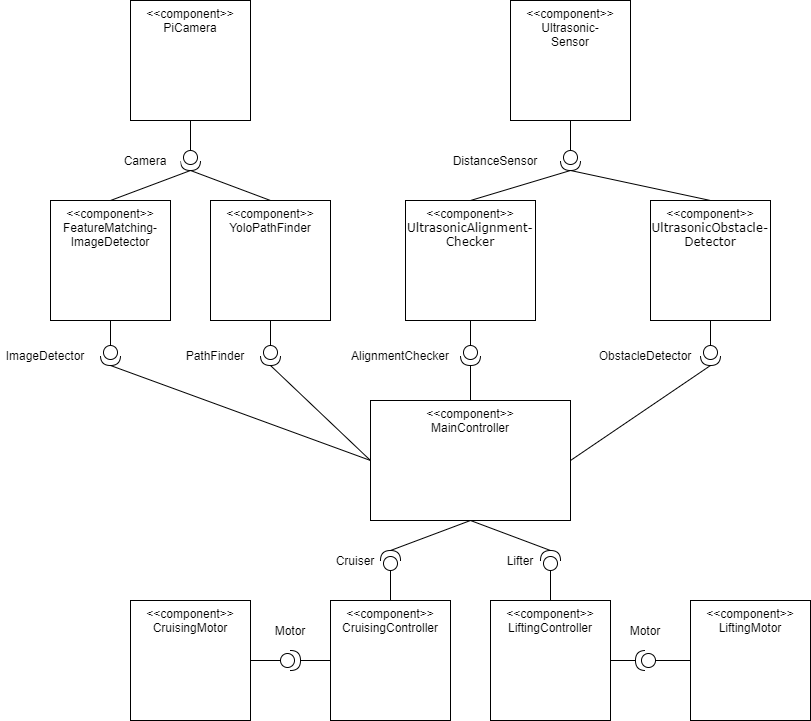 <<component>>
PiCamera
<<component>>
Ultrasonic-
Sensor
Camera
DistanceSensor
<<component>>
FeatureMatching-
ImageDetector
<<component>>
YoloPathFinder
<<component>>
UltrasonicAlignment-
Checker
<<component>>
UltrasonicObstacle-
Detector
ImageDetector
PathFinder
AlignmentChecker
ObstacleDetector
<<component>>
MainController
Cruiser
Lifter
<<component>>
CruisingMotor
Motor
<<component>>
CruisingController
<<component>>
LiftingController
Motor
<<component>>
LiftingMotor